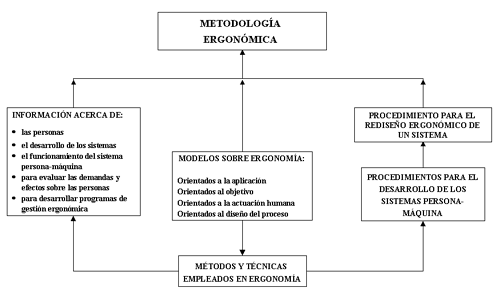 METODOLOGÍA
ERGONÓMICA
INFORMACIÓN ACERCA DE:
• las personas
• el desarrollo de los sistemas
• el funcionamiento del sistema
persona-máquina
• para evaluar las demandas y
efectos sobre las personas
• para desarrollar programas de
gestión ergonómica
MODELOS SOBRE ERGONOMÍA:
Orientados a la aplicación
Orientados al objetivo
Orientados a la actuación humana
Orientados al diseño del proceso
PROCEDIMIENTO PARA EL
REDISEÑO ERGONÓMICO DE
UN SISTEMA
PROCEDIMIENTOS PARA EL
DESARROLLO DE LOS
SISTEMAS PERSONA-
MÁQUINA
MÉTODOS Y TÉCNICAS
EMPLEADOS EN ERGONOMÍA